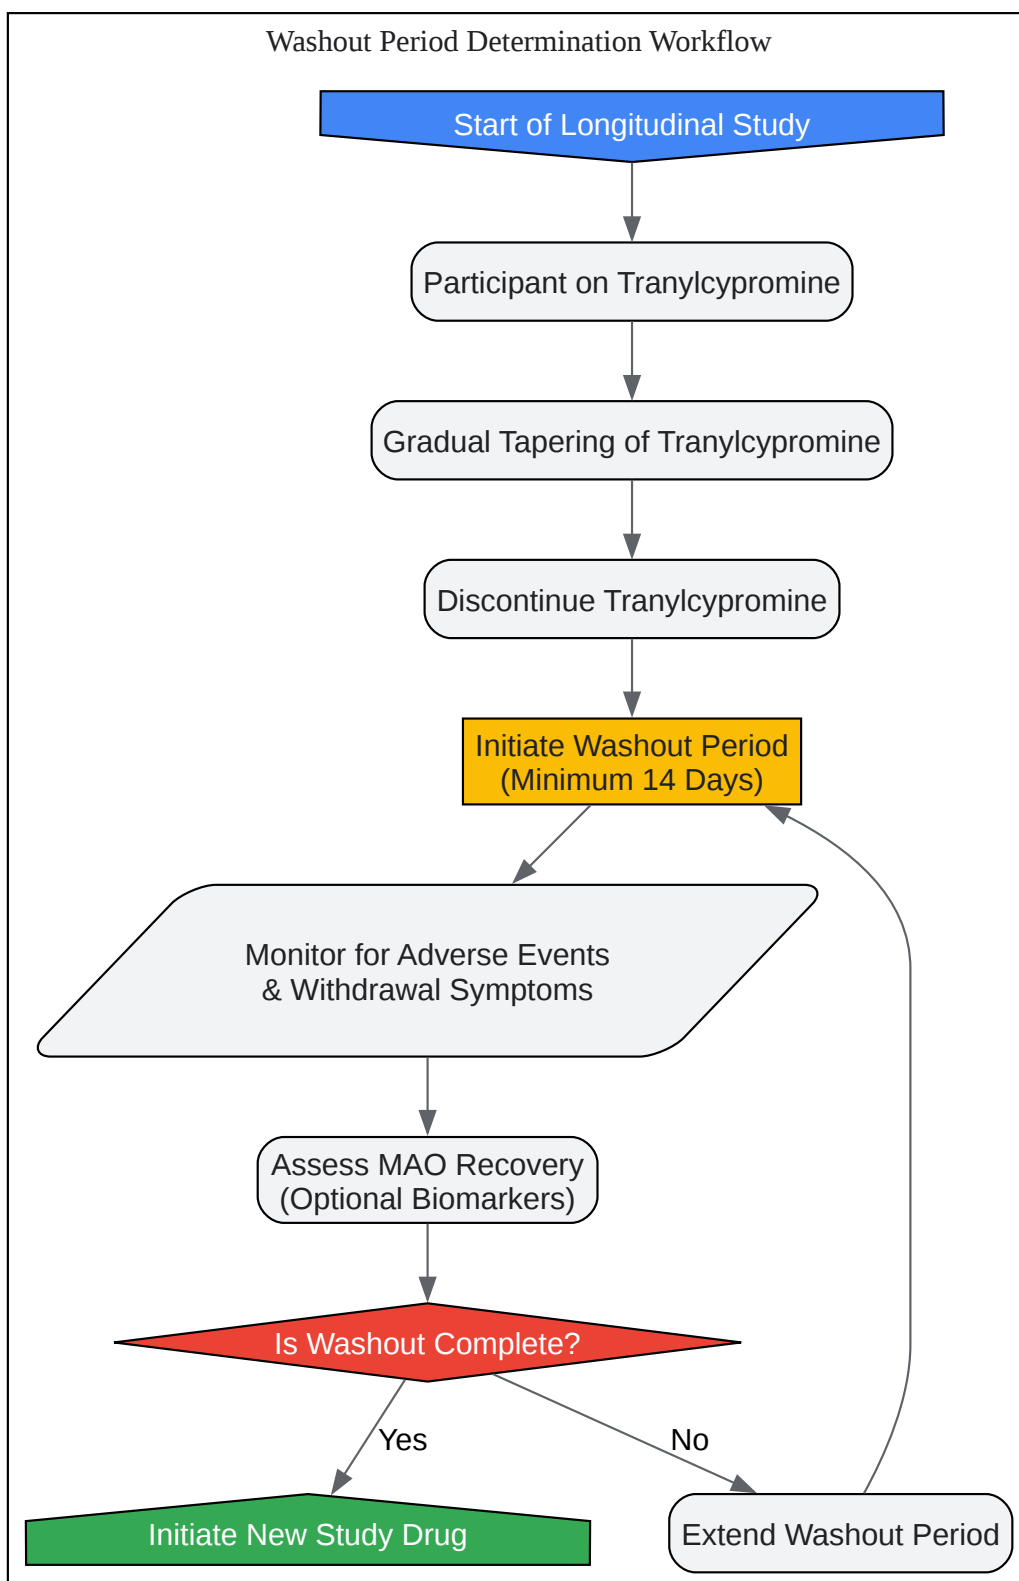 Washout Period Determination Workflow
Start of Longitudinal Study
Participant on Tranylcypromine
Gradual Tapering of Tranylcypromine
Discontinue Tranylcypromine
Initiate Washout Period
(Minimum 14 Days)
Monitor for Adverse Events
& Withdrawal Symptoms
Assess MAO Recovery
(Optional Biomarkers)
Is Washout Complete?
Yes
No
Initiate New Study Drug
Extend Washout Period